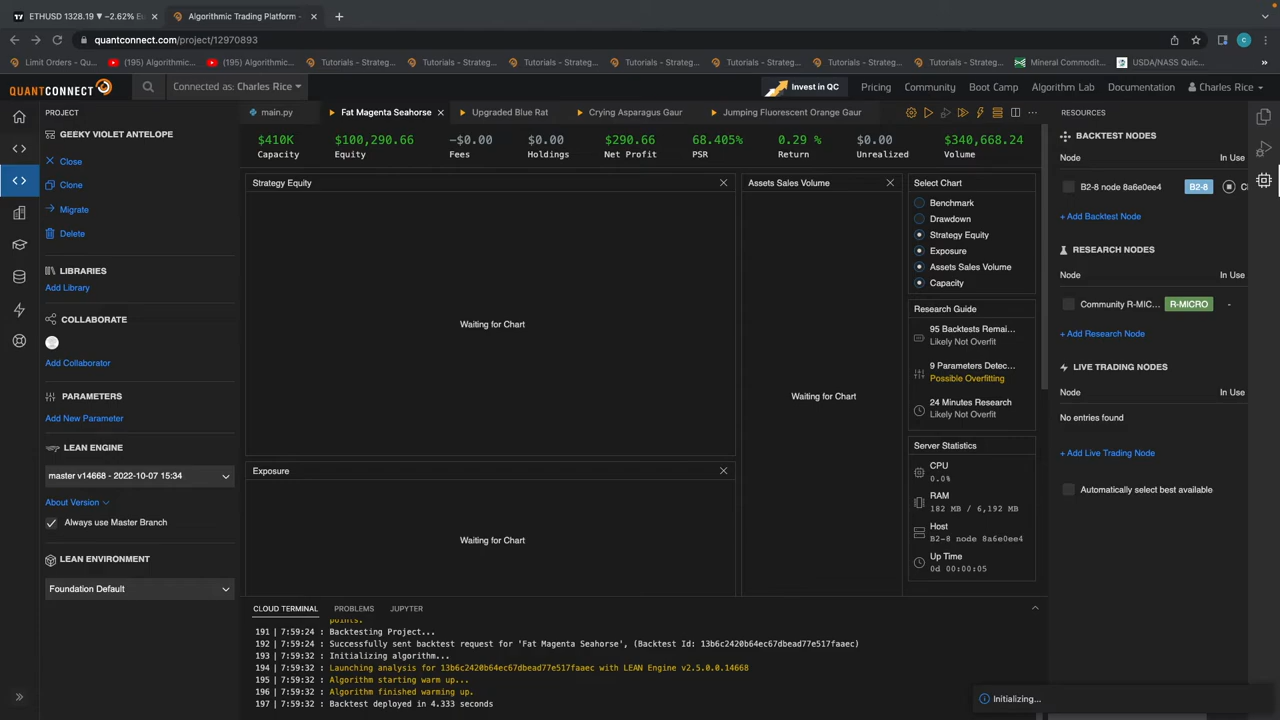 ETHUSD 1328.19 ▼ −2.62% Eu
Algorithmic Trading Platform -
quantconnect.com/project/12970893
Limit Orders - Qu...
(195) Algorithmic...
(195) Algorithmic...
Tutorials - Strateg...
Tutorials - Strateg...
Tutorials - Strateg...
Tutorials - Strateg...
Tutorials - Strateg...
Tutorials - Strateg...
Tutorials - Strateg...
Mineral Commodit...
USDA/NASS Quic...
QUANTCONNECT
Connected as: Charles Rice
Invest in QC
Pricing
Community
Boot Camp
Algorithm Lab
Documentation
Charles Rice
PROJECT
main.py
Fat Magenta Seahorse
Upgraded Blue Rat
Crying Asparagus Gaur
Jumping Fluorescent Orange Gaur
RESOURCES
GEEKY VIOLET ANTELOPE
Close
Clone
Migrate
Delete
LIBRARIES
Add Library
COLLABORATE
Add Collaborator
PARAMETERS
Add New Parameter
LEAN ENGINE
master v14668 - 2022-10-07 15:34
About Version
Always use Master Branch
LEAN ENVIRONMENT
Foundation Default
$410K
Capacity
$100,290.66
Equity
−$0.00
Fees
$0.00
Holdings
$290.66
Net Profit
68.405%
PSR
0.29 %
Return
$0.00
Unrealized
$340,668.24
Volume
Strategy Equity
Waiting for Chart
Exposure
Waiting for Chart
Assets Sales Volume
Waiting for Chart
Select Chart
Benchmark
Drawdown
Strategy Equity
Exposure
Assets Sales Volume
Capacity
Research Guide
95 Backtests Remai...
Likely Not Overfit
9 Parameters Detec...
Possible Overfitting
24 Minutes Research
Likely Not Overfit
Server Statistics
CPU
0.0%
RAM
182 MB / 6,192 MB
Host
B2-8 node 8a6e0ee4
Up Time
0d 00:00:05
BACKTEST NODES
Node In Use
B2-8 node 8a6e0ee4 B2-8
+ Add Backtest Node
RESEARCH NODES
Node In Use
Community R-MIC... R-MICRO -
+ Add Research Node
LIVE TRADING NODES
Node In Use
No entries found
+ Add Live Trading Node
Automatically select best available
CLOUD TERMINAL
PROBLEMS
JUPYTER
points.
191 | 7:59:24 : Backtesting Project...
192 | 7:59:24 : Successfully sent backtest request for 'Fat Magenta Seahorse', (Backtest Id: 13b6c2420b64ec67dbead77e517faaec)
193 | 7:59:32 : Initializing algorithm...
194 | 7:59:32 : Launching analysis for 13b6c2420b64ec67dbead77e517faaec with LEAN Engine v2.5.0.0.14668
195 | 7:59:32 : Algorithm starting warm up...
196 | 7:59:32 : Algorithm finished warming up.
197 | 7:59:32 : Backtest deployed in 4.333 seconds
Initializing...